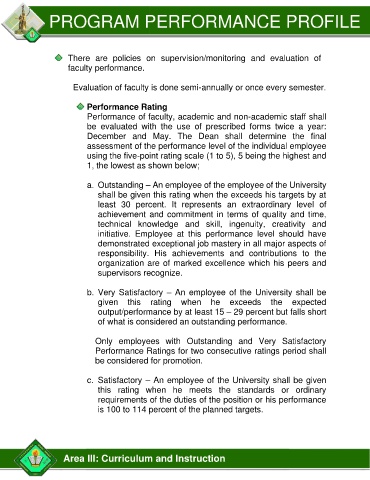 PROGRAM PERFORMANCE PROFILE
There are policies on supervision/monitoring and evaluation of
faculty performance.
Evaluation of faculty is done semi-annually or once every semester.
Performance Rating
Performance of faculty, academic and non-academic staff shall
be evaluated with the use of prescribed forms twice a year:
December and May. The Dean shall determine the final
assessment of the performance level of the individual employee
using the five-point rating scale (1 to 5), 5 being the highest and
1, the lowest as shown below;
a. Outstanding – An employee of the employee of the University
shall be given this rating when the exceeds his targets by at
least 30 percent. It represents an extraordinary level of
achievement and commitment in terms of quality and time,
technical knowledge and skill, ingenuity, creativity and
initiative. Employee at this performance level should have
demonstrated exceptional job mastery in all major aspects of
responsibility. His achievements and contributions to the
organization are of marked excellence which his peers and
supervisors recognize.
b. Very Satisfactory – An employee of the University shall be
given this rating when he exceeds the expected
output/performance by at least 15 – 29 percent but falls short
of what is considered an outstanding performance.
Only employees with Outstanding and Very Satisfactory
Performance Ratings for two consecutive ratings period shall
be considered for promotion.
c. Satisfactory – An employee of the University shall be given
this rating when he meets the standards or ordinary
requirements of the duties of the position or his performance
is 100 to 114 percent of the planned targets.
Area III: Curriculum and Instruction